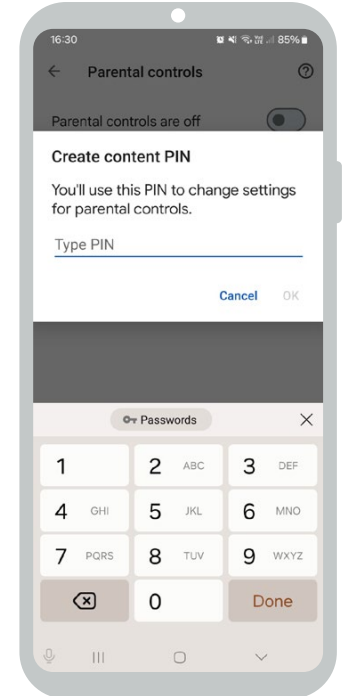 16:30
85%
Parental controls
Parental controls are off
Create content PIN
You'll use this PIN to change settings
for parental controls.
Type PIN
Cancel OK
Passwords
1 2 ABC 3 DEF
4 GHI 5 JKL 6 MNO
7 PQRS 8 TUV 9 WXYZ
0 Done